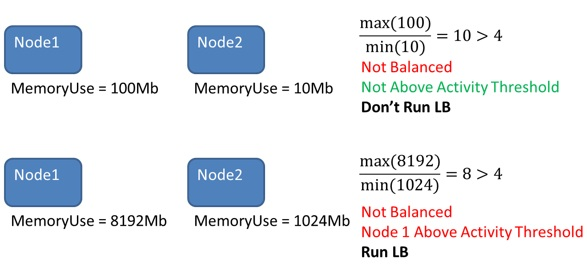 Node1
Node2
MemoryUse = 100Mb
MemoryUse = 10Mb
max(100)
min(10)
= 10 > 4
Not Balanced
Not Above Activity Threshold
Don’t Run LB
Node1
Node2
MemoryUse = 8192Mb
MemoryUse = 1024Mb
max(8192)
min(1024)
= 8 > 4
Not Balanced
Node 1 Above Activity Threshold
Run LB